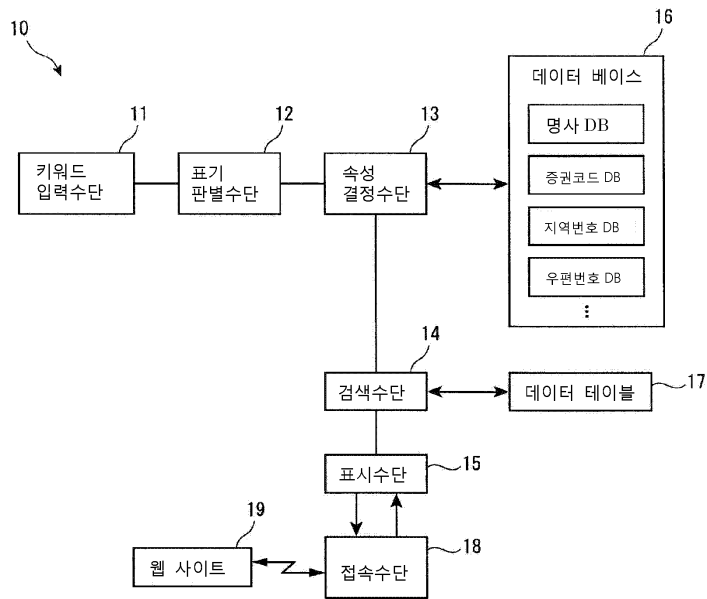 10
16
데이터 베이스
11
12
13
명사 DB
키워드
입력수단
표기
판별수단
속성
결정수단
증권코드 DB
지역번호 DB
우편번호 DB
14
검색수단
데이터 테이블
17
표시수단
15
19
웹 사이트
접속수단
18